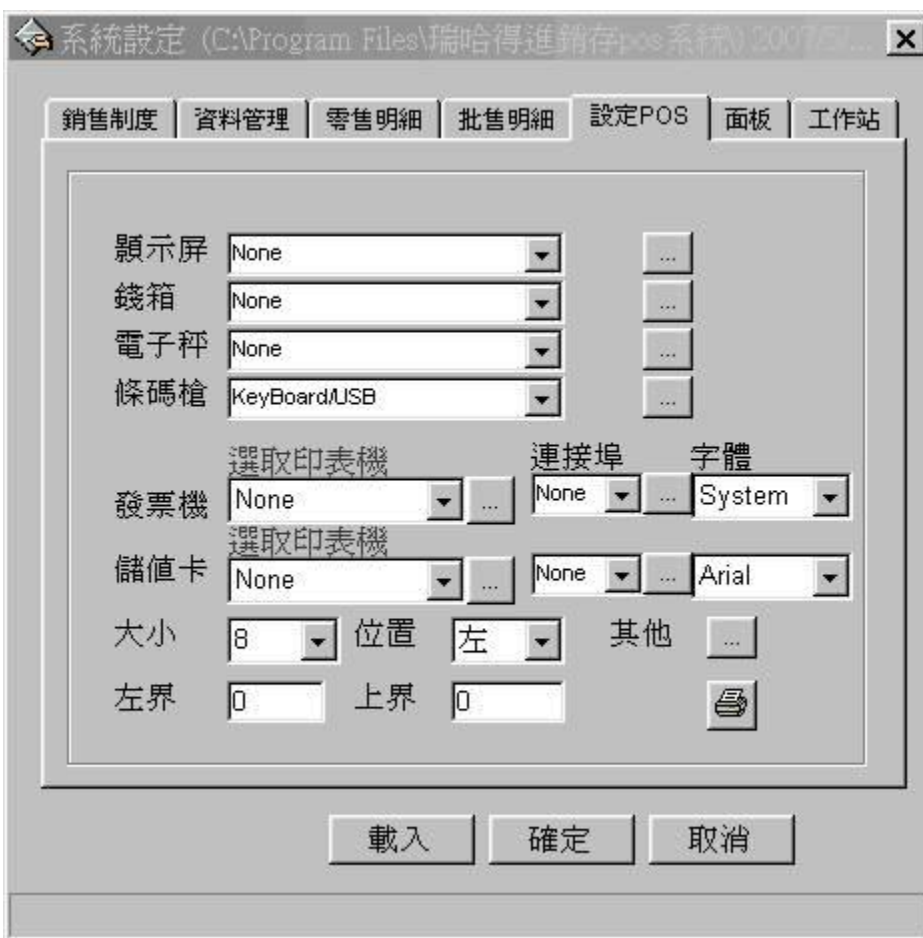 系統設定 (C:\Program Files\瑞哈得進銷存pos系統\) 2007/5/...
銷售制度 資料管理 零售明細 批售明細 設定POS 面板 工作站
顯示屏 None ...
錢箱 None ...
電子秤 None ...
條碼槍 KeyBoard/USB ...
選取印表機 連接埠 字體
發票機 None ... None ... System
選取印表機
儲值卡 None ... None ... Arial
大小 8 位置 左 其他 ...
左界 0 上界 0
載入 確定 取消